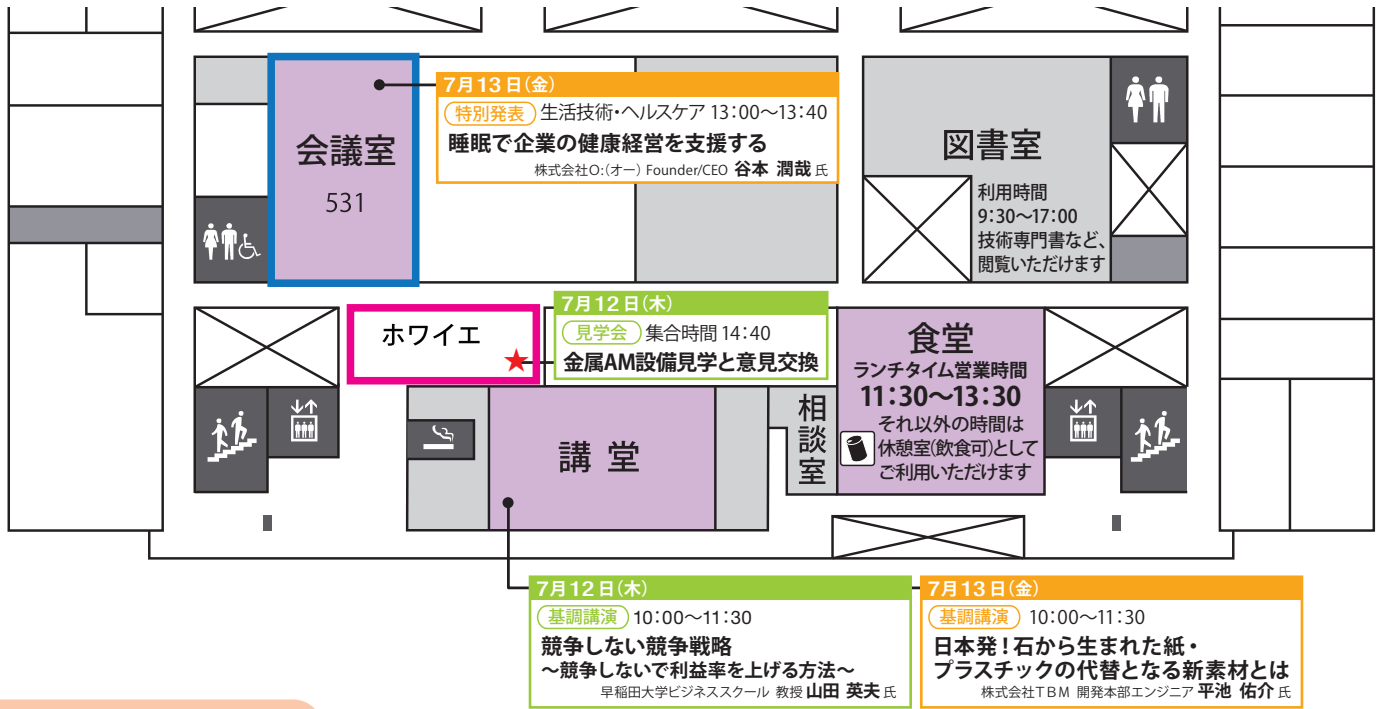 7月13日(金)
特別発表 生活技術・ヘルスケア 13:00〜13:40
睡眠で企業の健康経営を支援する
株式会社O:(オー) Founder/CEO 谷本 潤哉 氏
会議室
531
図書室
利用時間
9:30〜17:00
技術専門書など、
閲覧いただけます
ホワイエ
7月12日(木)
見学会 集合時間 14:40
金属AM設備見学と意見交換
食堂
ランチタイム営業時間
11:30〜13:30
それ以外の時間は
休憩室(飲食可)として
ご利用いただけます
相談室
講堂
7月12日(木)
基調講演 10:00〜11:30
競争しない競争戦略
〜競争しないで利益率を上げる方法〜
早稲田大学ビジネススクール 教授 山田 英夫 氏
7月13日(金)
基調講演 10:00〜11:30
日本発!石から生まれた紙・
プラスチックの代替となる新素材とは
株式会社TBM 開発本部エンジニア 平池 佑介 氏